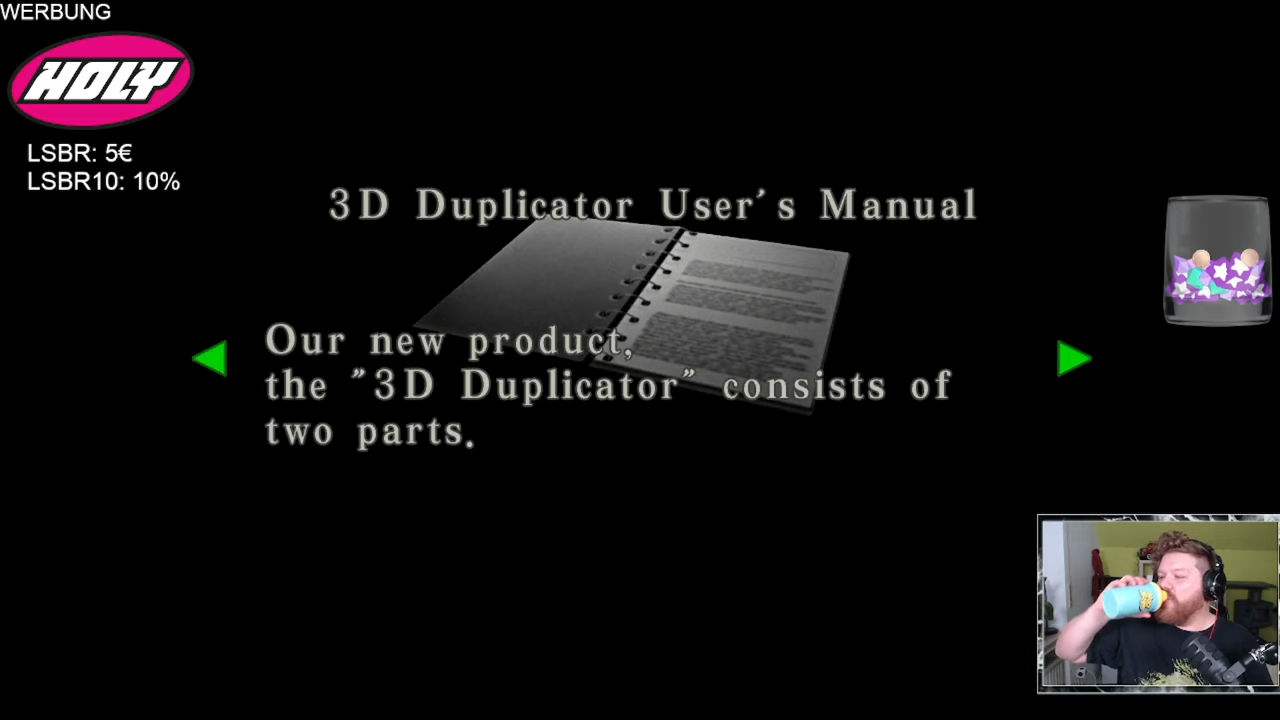 WERBUNG
HOLY
LSBR: 5€
LSBR10: 10%
3D Duplicator User's Manual
Our new product,
the "3D Duplicator" consists of
two parts.